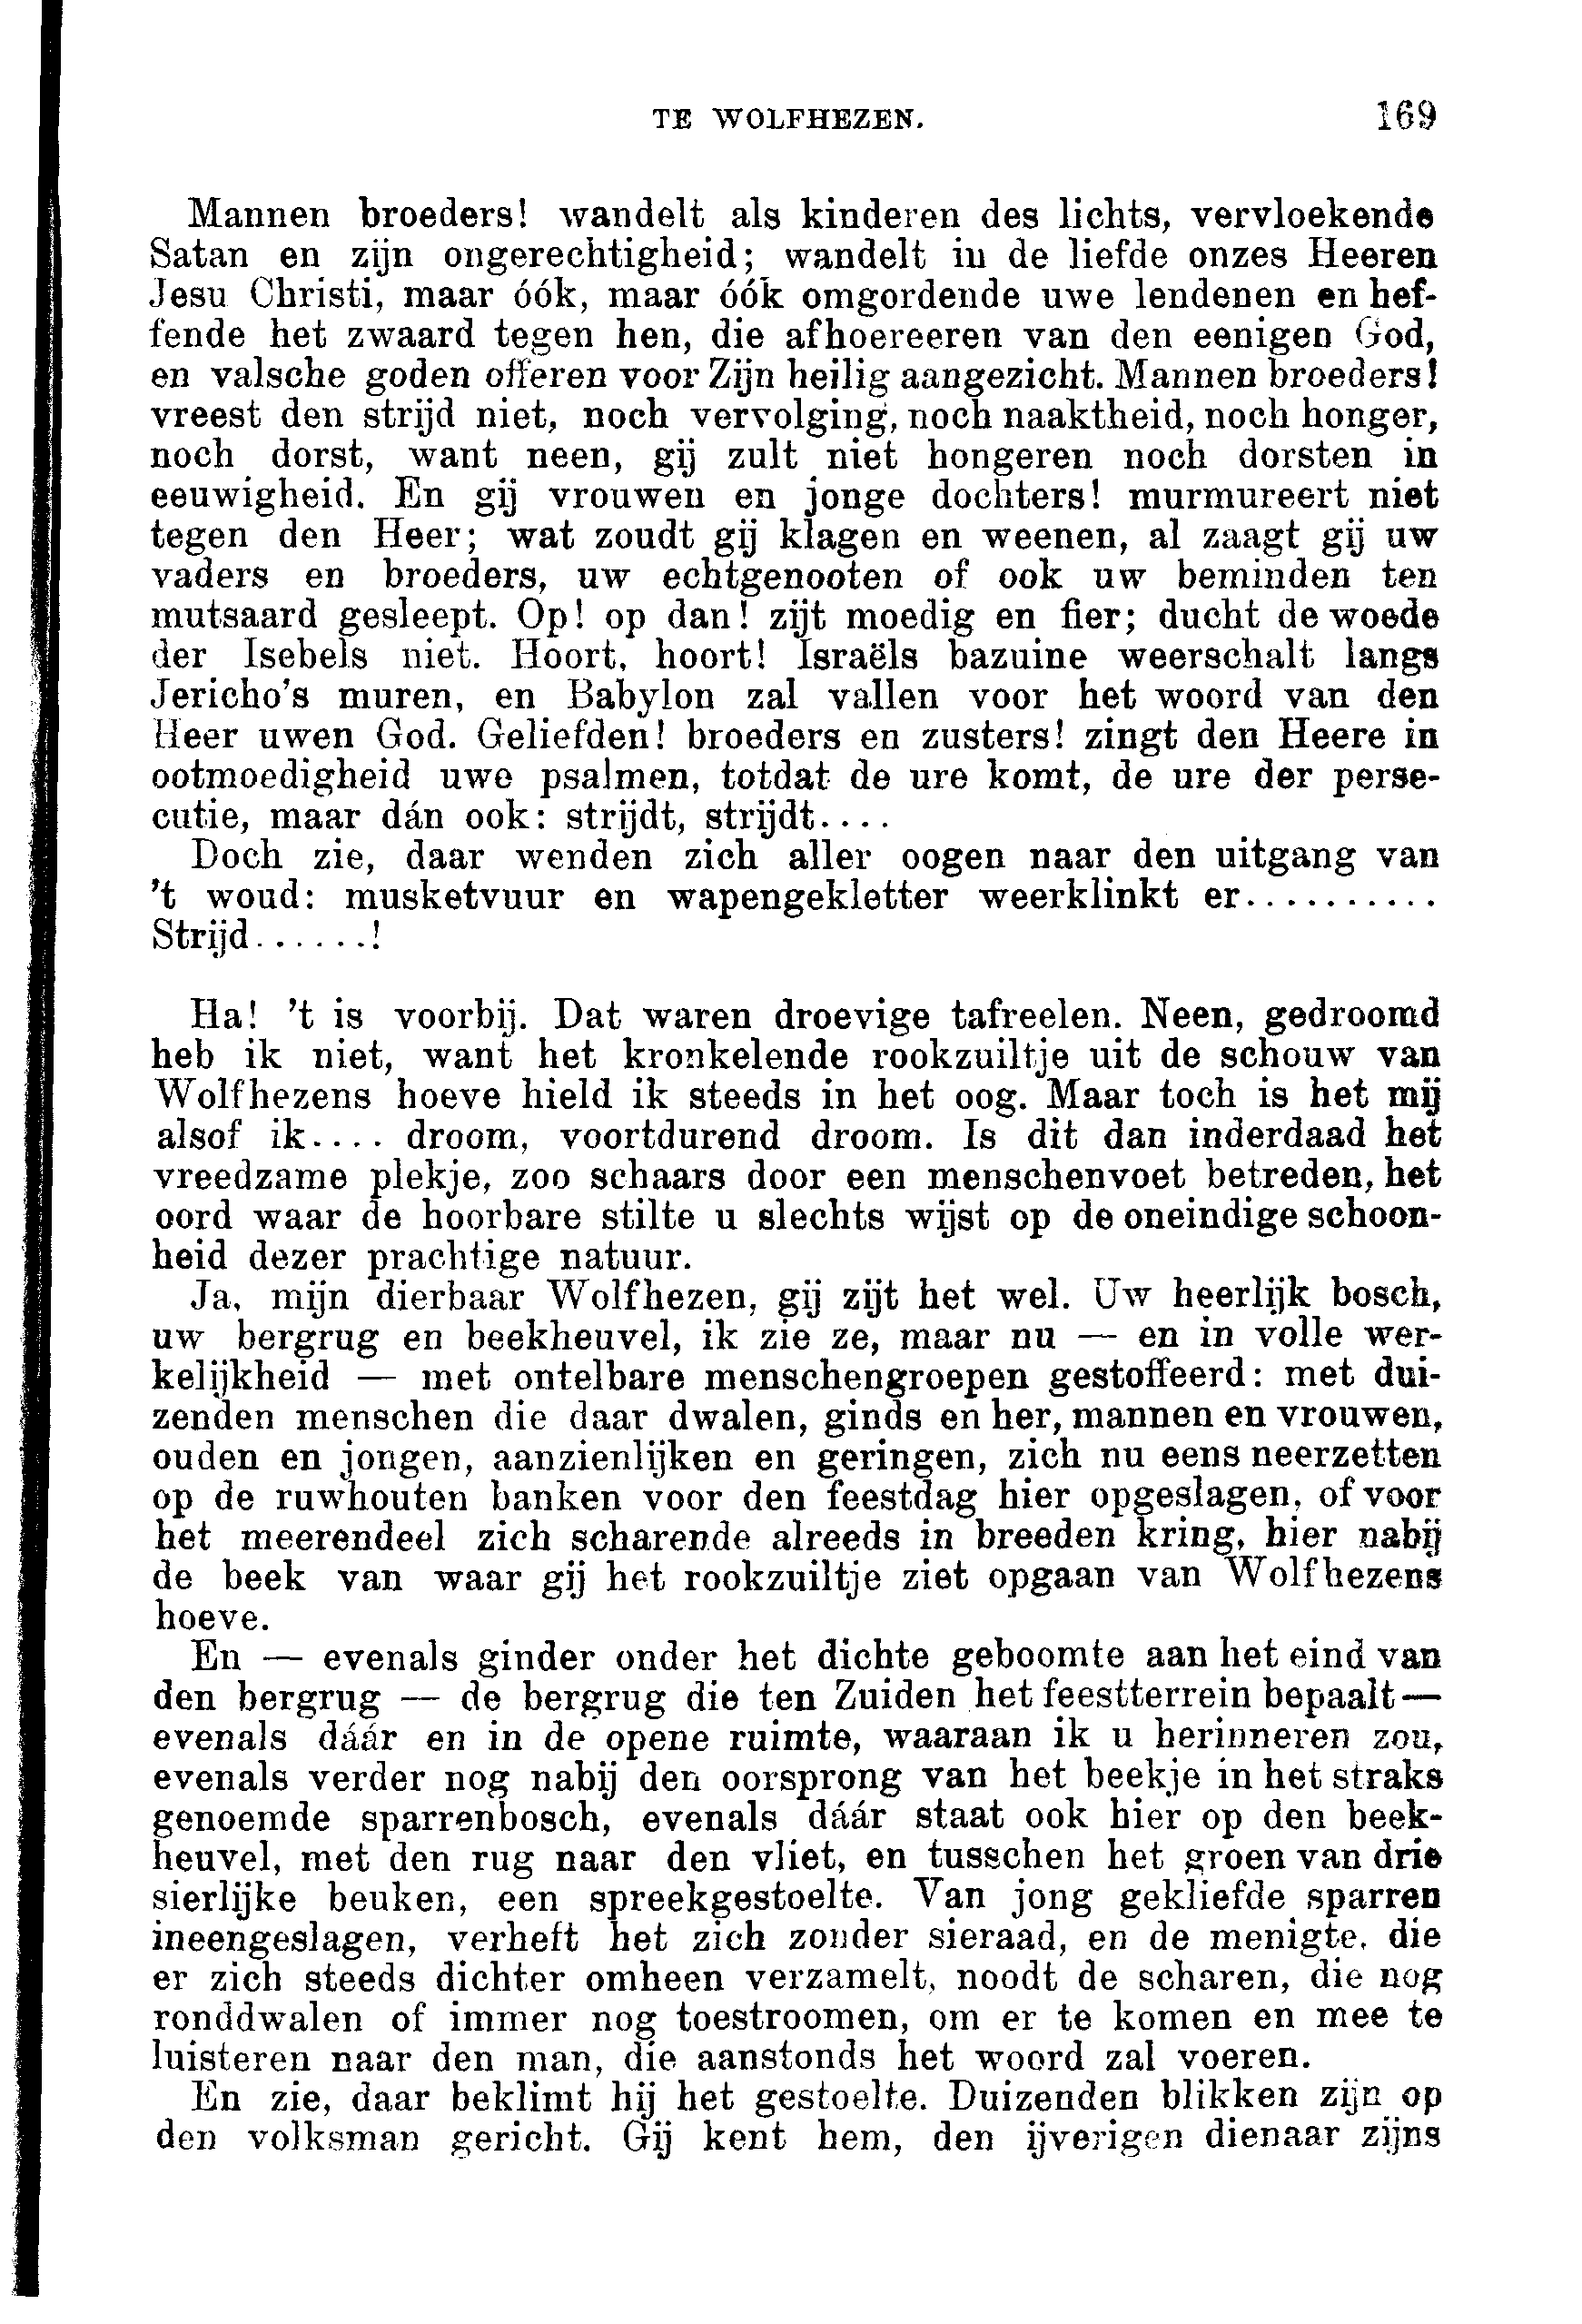 TE WOLFHEZEN. 169
Mannen broeders! wandelt als kinderen des lichts, vervloekende
Satan en zijn ongerechtigheid; wandelt in de liefde onzes Heeren
Jesu Christi, maar óók, maar óók omgordende uwe lendenen en hef-
fende het zwaard tegen hen, die afhoereeren van den eenigen God,
en valsche goden offeren voor Zijn heilig aangezicht. Mannen broeders!
vreest den strijd niet, noch vervolging, noch naaktheid, noch honger,
noch dorst, want neen, gij zult niet hongeren noch dorsten in
eeuwigheid. En gij vrouwen en jonge dochters! murmureert niet
tegen den Heer; wat zoudt gij klagen en weenen, al zaagt gij uw
vaders en broeders, uw echtgenooten of ook uw beminden ten
mutsaard gesleept. Op! op dan! zijt moedig en fier; ducht de woede
der Isebels niet. Hoort, hoort! Israëls bazuine weerschalt langs
Jericho's muren, en Babylon zal vallen voor het woord van den
Heer uwen God. Geliefden! broeders en zusters! zingt den Heere in
ootmoedigheid uwe psalmen, totdat de ure komt, de ure der perse-
cutie, maar dán ook: strijdt, strijdt....
Doch zie, daar wenden zich aller oogen naar den uitgang van
't woud: musketvuur en wapengekletter weerklinkt er...........
Strijd......!
Ha! 't is voorbij. Dat waren droevige tafreelen. Neen, gedroomd
heb ik niet, want het kronkelende rookzuiltje uit de schouw van
Wolfhezens hoeve hield ik steeds in het oog. Maar toch is het mij
alsof ik.... droom, voortdurend droom. Is dit dan inderdaad het
vreedzame plekje, zoo schaars door een menschenvoet betreden, het
oord waar de hoorbare stilte u slechts wijst op de oneindige schoon-
heid dezer prachtige natuur.
Ja, mijn dierbaar Wolfhezen, gij zijt het wel. Uw heerlijk bosch,
uw bergrug en beekheuvel, ik zie ze, maar nu — en in volle wer-
kelijkheid — met ontelbare menschengroepen gestoffeerd: met dui-
zenden menschen die daar dwalen, ginds en her, mannen en vrouwen,
ouden en jongen, aanzienlijken en geringen, zich nu eens neerzetten
op de ruwhouten banken voor den feestdag hier opgeslagen, of voor
het meerendeel zich scharende alreeds in breeden kring, hier nabij
de beek van waar gij het rookzuiltje ziet opgaan van Wolfhezens
hoeve.
En — evenals ginder onder het dichte geboomte aan het eind van
den bergrug — de bergrug die ten Zuiden het feestterrein bepaalt —
evenals dáár en in de opene ruimte, waaraan ik u herinneren zou,
evenals verder nog nabij den oorsprong van het beekje in het straks
genoemde sparrenbosch, evenals dáár staat ook hier op den beek-
heuvel, met den rug naar den vliet, en tusschen het groen van drie
sierlijke beuken, een spreekgestoelte. Van jong gekliefde sparren
ineengeslagen, verheft het zich zonder sieraad, en de menigte, die
er zich steeds dichter omheen verzamelt, noodt de scharen, die nog
ronddwalen of immer nog toestroomen, om er te komen en mee te
luisteren naar den man, die aanstonds het woord zal voeren.
En zie, daar beklimt hij het gestoelte. Duizenden blikken zijn op
den volksman gericht. Gij kent hem, den ijverigen dienaar zijns